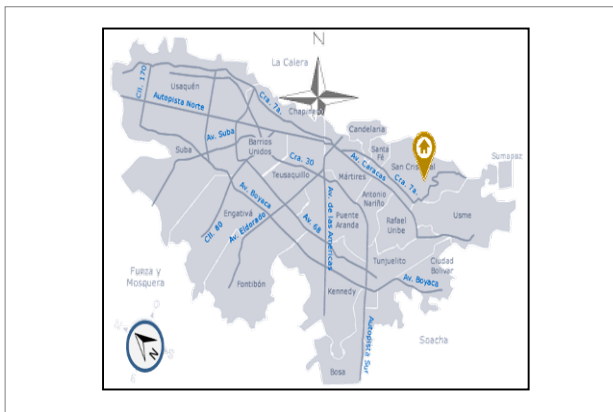 N
La Calera
Cll. 170
Usaquén
Autopista Norte
Cra. 7a.
Chapinero
Av. Suba
Candelaria
Barrios
Unidos
Santa
Fé
Suba
Cra. 30
Av. Caracas
San Cristóbal
Sumapaz
Teusaquillo
Mártires
Cra. 7a.
Av. Boyaca
Antonio
Nariño
Engativá
Av. de las Américas
Puente
Aranda
Rafael
Uribe
Usme
Cll. 80
Av. Eldorado
Av. 68
Tunjuelito
Ciudad
Bolivar
Funza y
Mosquera
Fontibón
Kennedy
Av. Boyaca
Autopista Sur
Soacha
Bosa
N
O
E